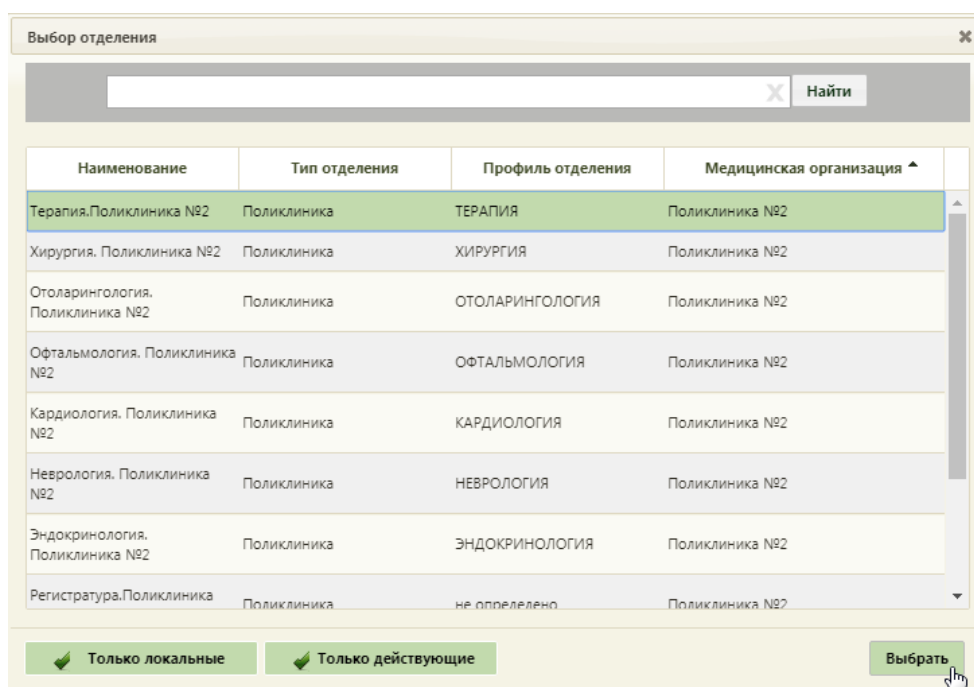 Выбор отделения
Найти
Наименование Тип отделения Профиль отделения Медицинская организация
Терапия.Поликлиника №2 Поликлиника ТЕРАПИЯ Поликлиника №2
Хирургия. Поликлиника №2 Поликлиника ХИРУРГИЯ Поликлиника №2
Отоларингология.
Поликлиника №2 Поликлиника ОТОЛАРИНГОЛОГИЯ Поликлиника №2
Офтальмология. Поликлиника
№2 Поликлиника ОФТАЛЬМОЛОГИЯ Поликлиника №2
Кардиология. Поликлиника
№2 Поликлиника КАРДИОЛОГИЯ Поликлиника №2
Неврология. Поликлиника
№2 Поликлиника НЕВРОЛОГИЯ Поликлиника №2
Эндокринология.
Поликлиника №2 Поликлиника ЭНДОКРИНОЛОГИЯ Поликлиника №2
Регистратура.Поликлиника
Поликлиника не определено Поликлиника №2
Только локальные Только действующие Выбрать